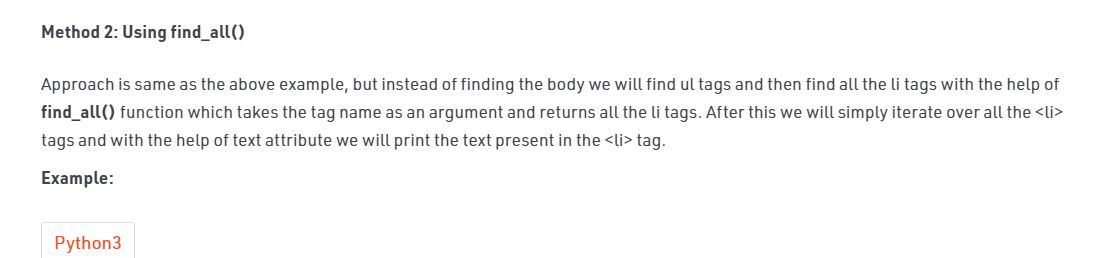 Method 2: Using find_all()
Approach is same as the above example, but instead of finding the body we will find ul tags and then find all the li tags with the help of
find_all() function which takes the tag name as an argument and returns all the li tags. After this we will simply iterate over all the <li>
tags and with the help of text attribute we will print the text present in the <li> tag.
Example:
Python3